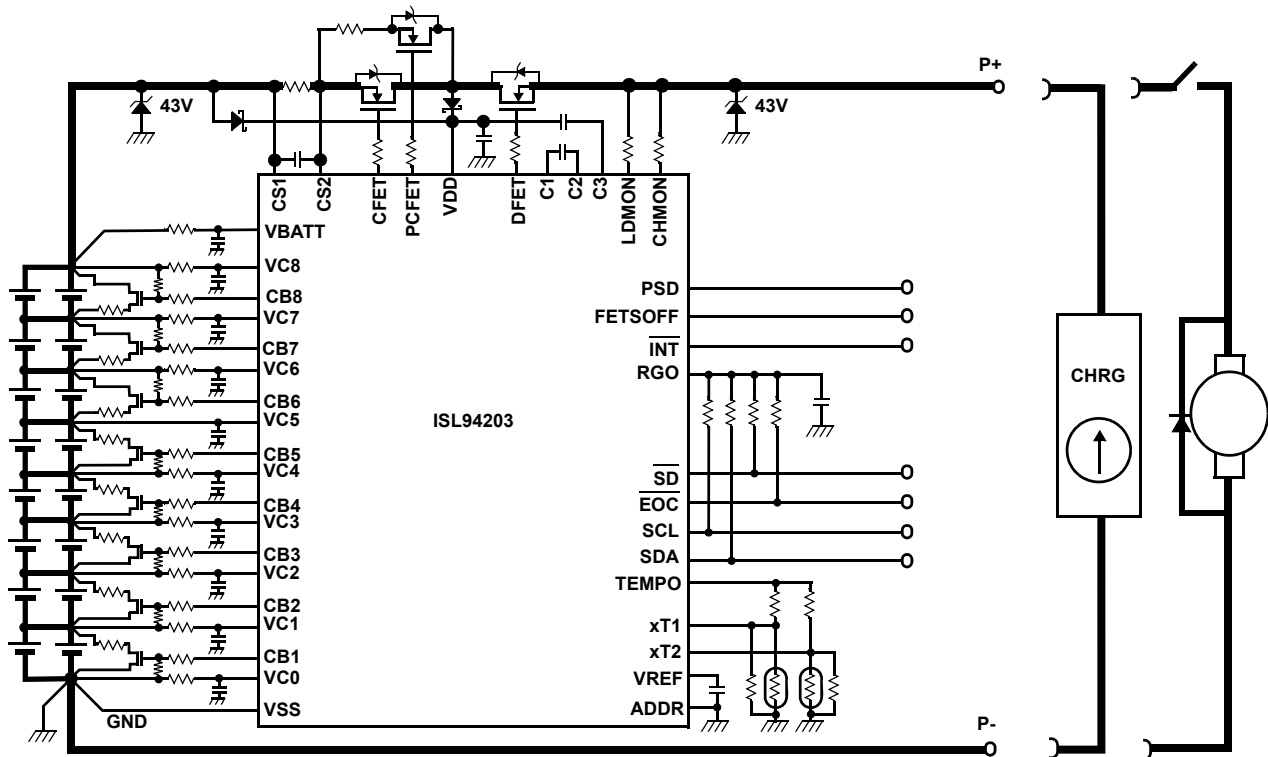 P+
43V
43V
CS1
CS2
CFET
PCFET
VDD
DFET
C1
C2
C3
LDMON
CHMON
VBATT
VC8
CB8
VC7
CB7
VC6
CB6
VC5
CB5
VC4
CB4
VC3
CB3
VC2
CB2
VC1
CB1
VC0
VSS
GND
ISL94203
PSD
FETSOFF
INT
RGO
SD
EOC
SCL
SDA
TEMPO
xT1
xT2
VREF
ADDR
CHRG
P-